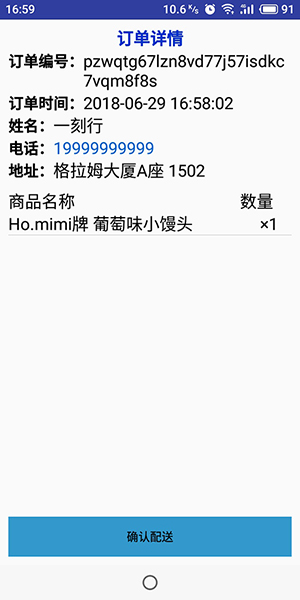 16:59 10.6 K/s 91
订单详情
订单编号：pzwqtg67lzn8vd77j57isdkc
7vqm8f8s
订单时间：2018-06-29 16:58:02
姓名：一刻行
电话：19999999999
地址：格拉姆大厦A座 1502
商品名称 数量
Ho.mimi牌 葡萄味小馒头 ×1
确认配送